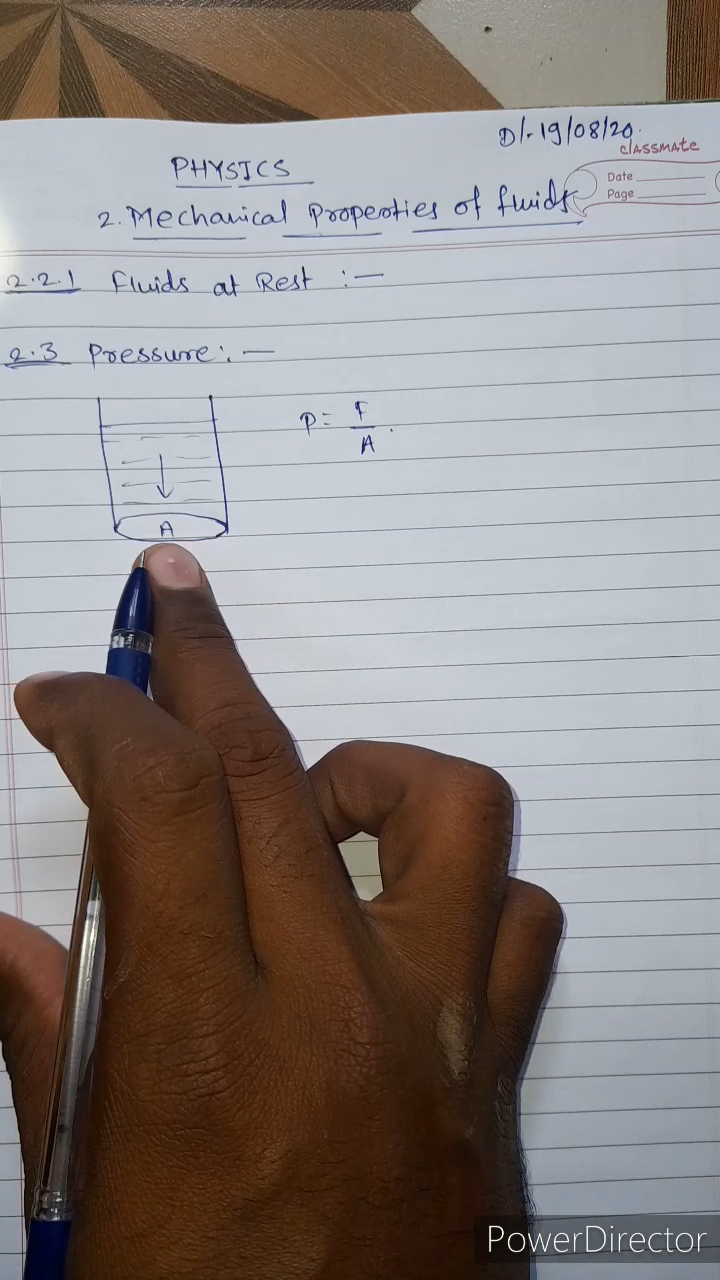 D/-19/08/20.
classmate
PHYSICS
Date
Page
2. Mechanical Properties of fluids
2.2.1 Fluids at Rest :—
2.3 Pressure:—
P = F/A.
A
PowerDirector